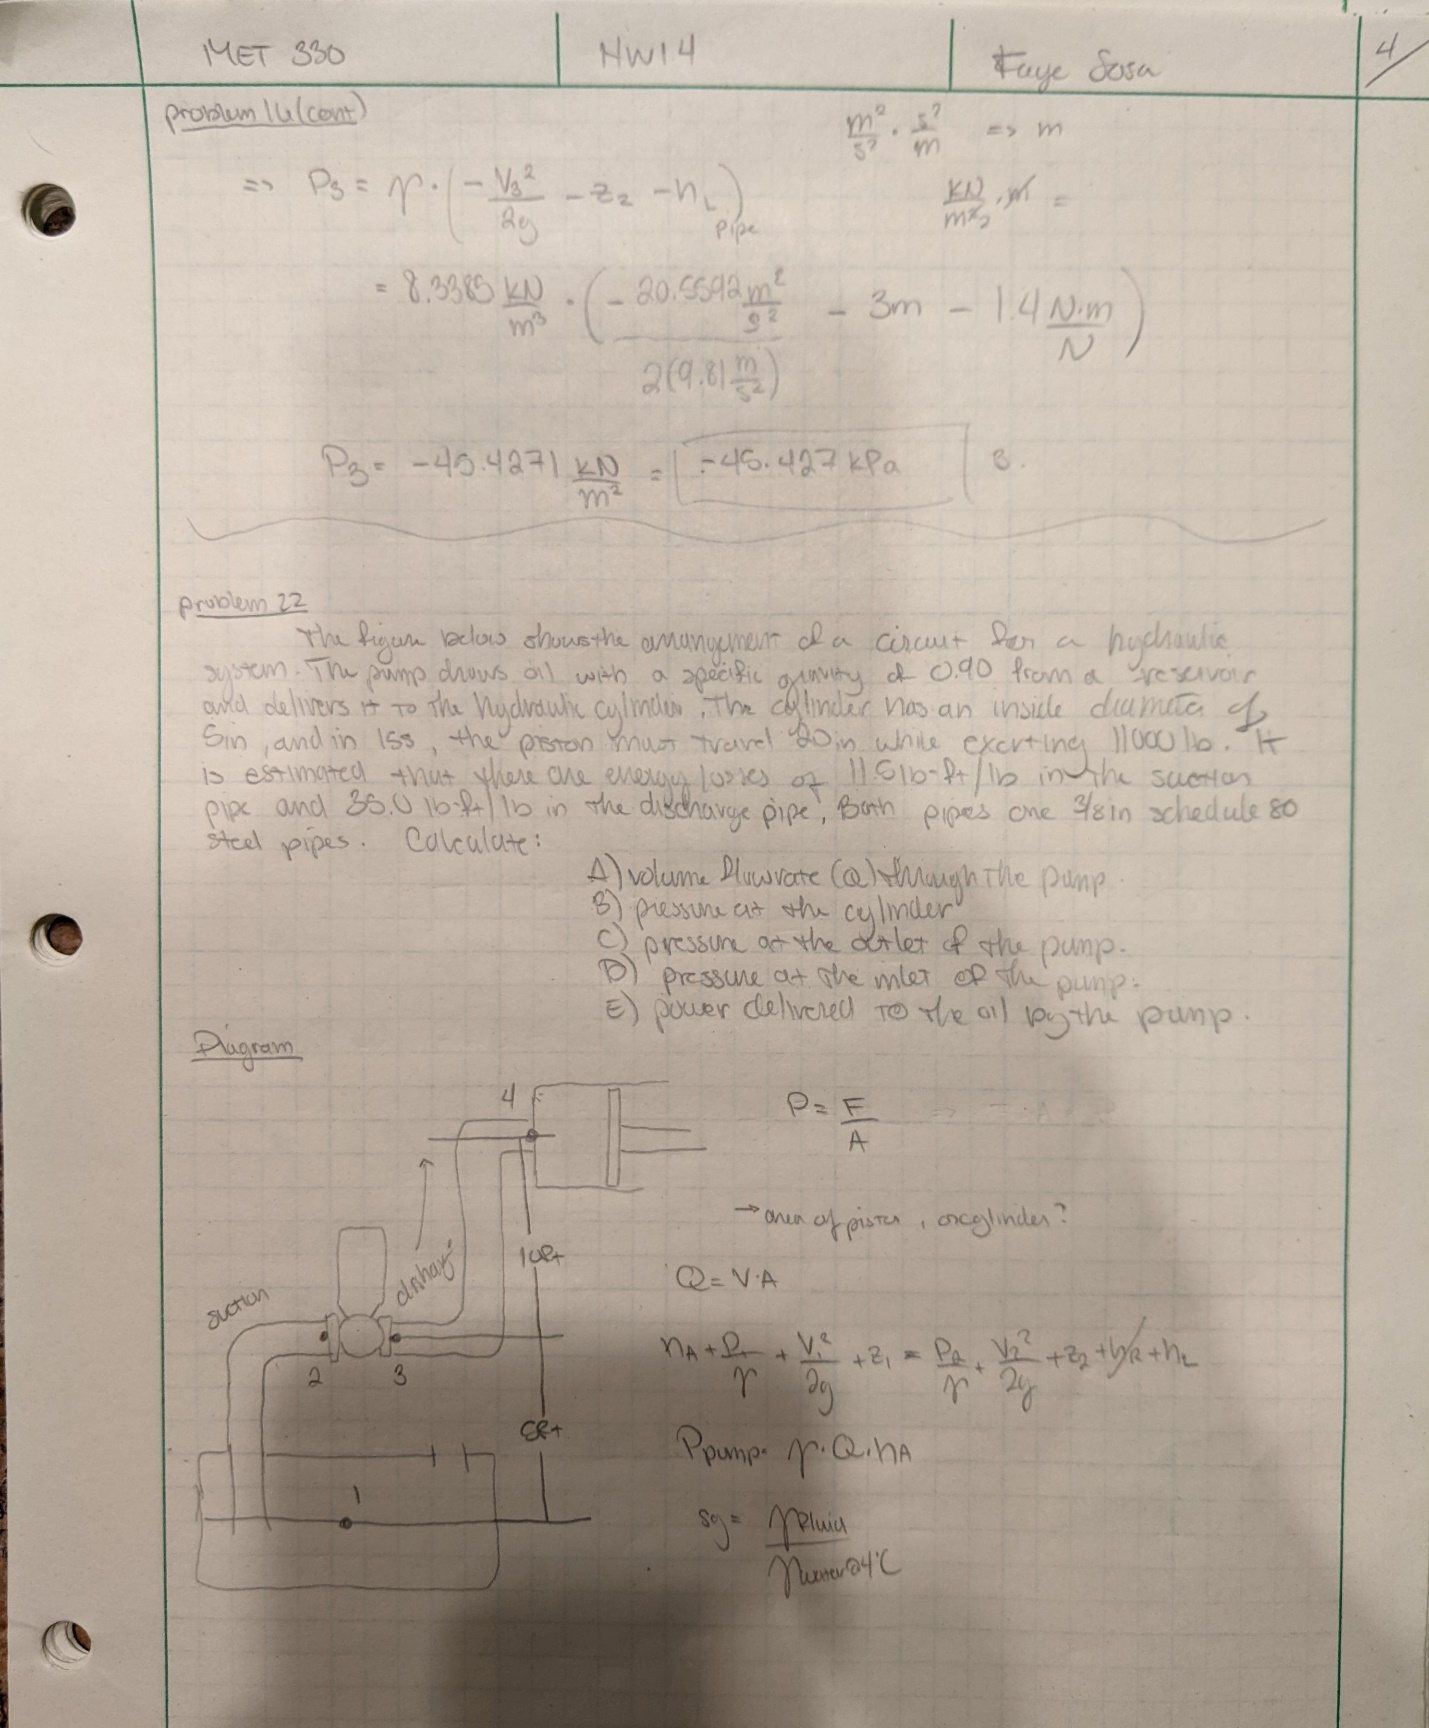 MET 330
HW14
Faye Sosa
4/
problem 16 (cont)
m²/s² · s²/m => m
=> P₃ = γ · (- V₃²/2g - z₂ - h_L pipe)
kN/m³₂ · m =
= 8.3385 kN/m³ · (- 20.5592 m²/s² / 2(9.81 m/s²) - 3m - 1.4 N·m/N)
P₃ = -45.4271 kN/m² = -45.427 kPa B.
problem 22
The figure below shows the arrangement of a circuit for a hydraulic
system. The pump draws oil with a specific gravity of 0.90 from a reservoir
and delivers it to the hydraulic cylinder. The cylinder has an inside diameter of
5in, and in 15s, the piston must travel 20in while exerting 11000 lb. It
is estimated that there are energy losses of 11.5 lb-ft/lb in the suction
pipe and 35.0 lb-ft/lb in the discharge pipe, Both pipes are 3/8in schedule 80
steel pipes. Calculate:
A) volume flowrate (Q) through the pump.
B) pressure at the cylinder
C) pressure at the outlet of the pump.
D) pressure at the inlet of the pump.
E) power delivered to the oil by the pump.
Diagram
4
P = F/A
→ area of piston, or cylinder?
10ft
suction
Q = V·A
2
3
h_A + P₁/γ + V₁²/2g + z₁ = P₂/γ + V₂²/2g + z₂ + h_R + h_L
5ft
Ppump = γ·Q·h_A
1
sg = γfluid/γwater@4°C